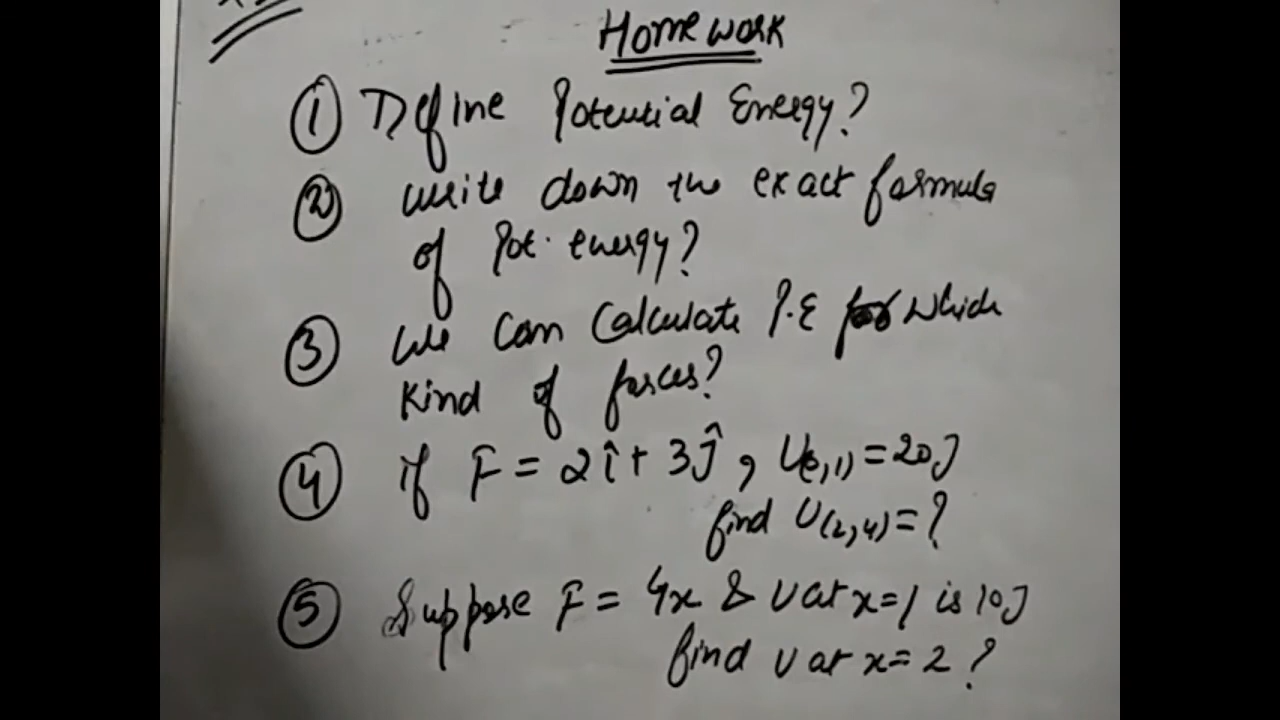 Homework
① Define Potential Energy?
② write down the exact formula
of Pot. energy?
③ we can Calculate P.E for which
kind of forces?
④ if F = 2î + 3ĵ, U(
,1) = 20J
find U(2,4) = ?
⑤ Suppose F = 4x & U at x=1 is 10J
find U at x= 2 ?